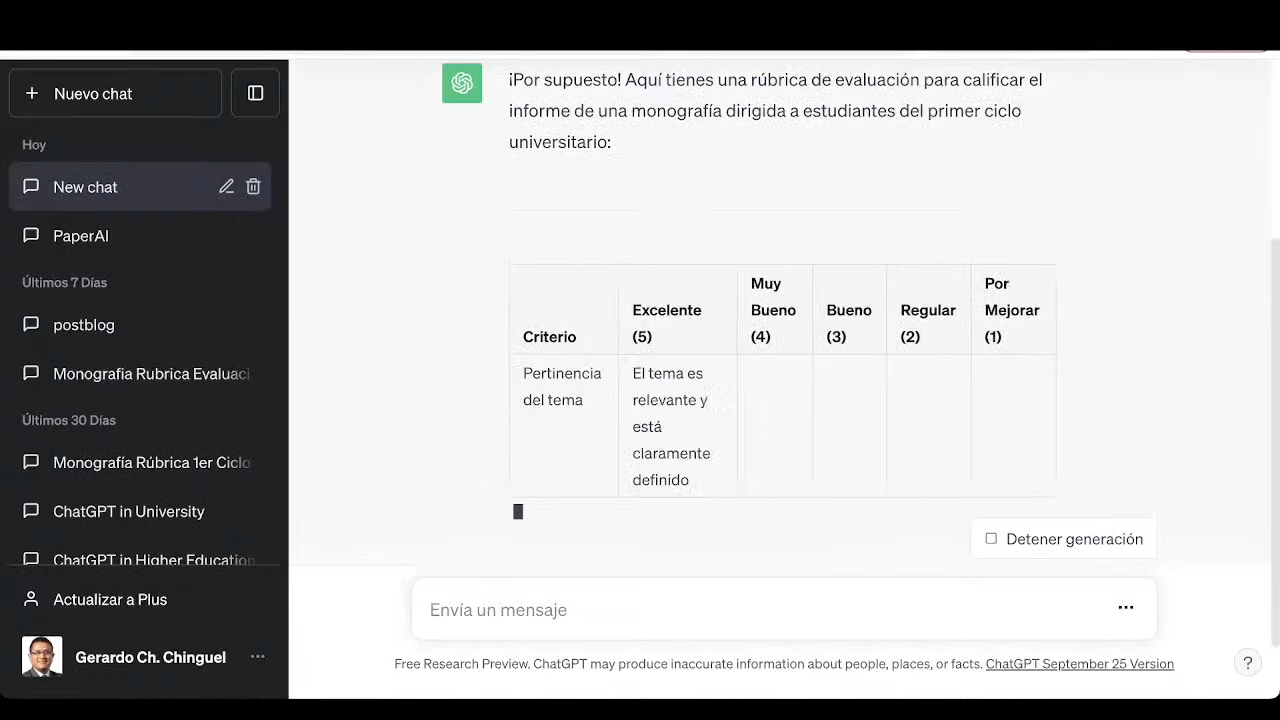 Nuevo chat
Hoy
New chat
PaperAI
Últimos 7 Días
postblog
Monografia Rubrica Evaluaci
Últimos 30 Días
Monografía Rúbrica 1er Ciclo
ChatGPT in University
ChatGPT in Higher Education
Actualizar a Plus
Gerardo Ch. Chinguel
¡Por supuesto! Aquí tienes una rúbrica de evaluación para calificar el
informe de una monografía dirigida a estudiantes del primer ciclo
universitario:
Criterio
Excelente
(5)
Muy
Bueno
(4)
Bueno
(3)
Regular
(2)
Por
Mejorar
(1)
Pertinencia
del tema
El tema es
relevante y
está
claramente
definido
Detener generación
Envía un mensaje
Free Research Preview. ChatGPT may produce inaccurate information about people, places, or facts. ChatGPT September 25 Version
?